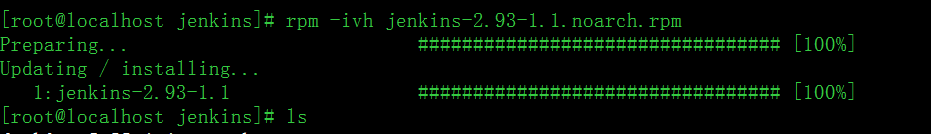 [root@localhost jenkins]# rpm -ivh jenkins-2.93-1.1.noarch.rpm
Preparing... ################################# [100%]
Updating / installing...
1:jenkins-2.93-1.1 ################################# [100%]
[root@localhost jenkins]# ls